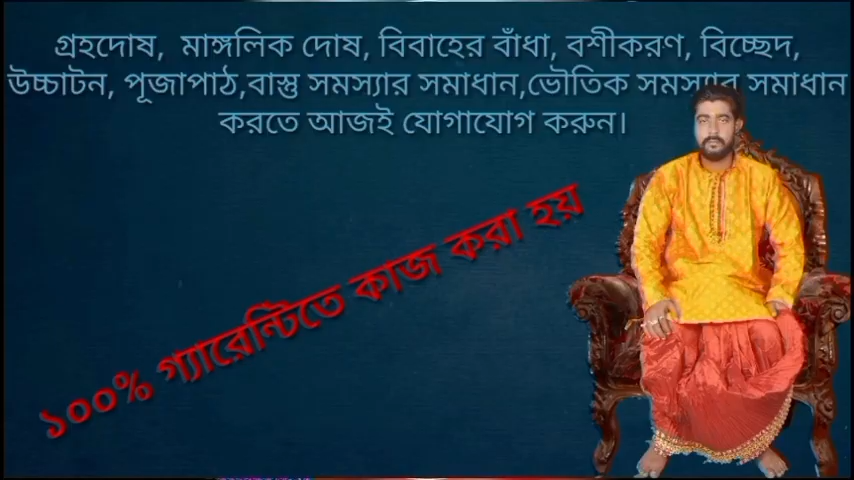 গ্রহদোষ, মাঙ্গলিক দোষ, বিবাহের বাঁধা, বশীকরণ, বিচ্ছেদ,
উচ্চাটন, পূজাপাঠ,বাস্তু সমস্যার সমাধান,ভৌতিক সমস্যার সমাধান
করতে আজই যোগাযোগ করুন।
১০০% গ্যারেন্টিতে কাজ করা হয়